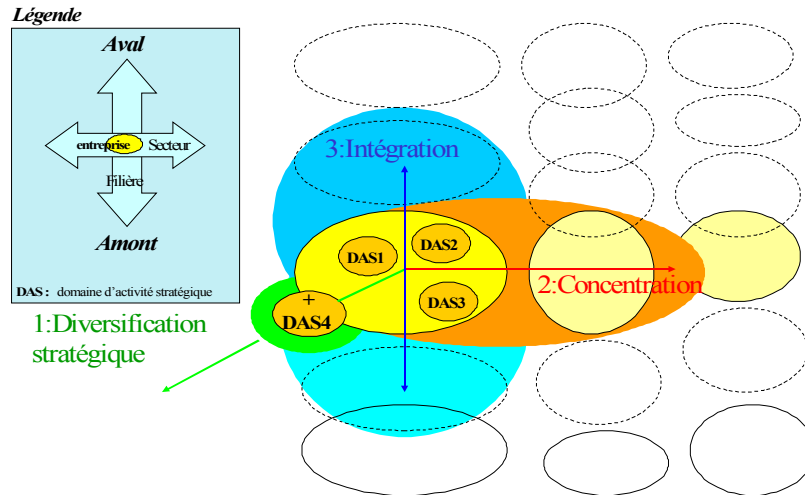 Légende
Aval
entreprise
Secteur
Filière
Amont
DAS : domaine d'activité stratégique
3:Intégration
DAS1
DAS2
DAS3
2:Concentration
+
DAS4
1:Diversification
stratégique